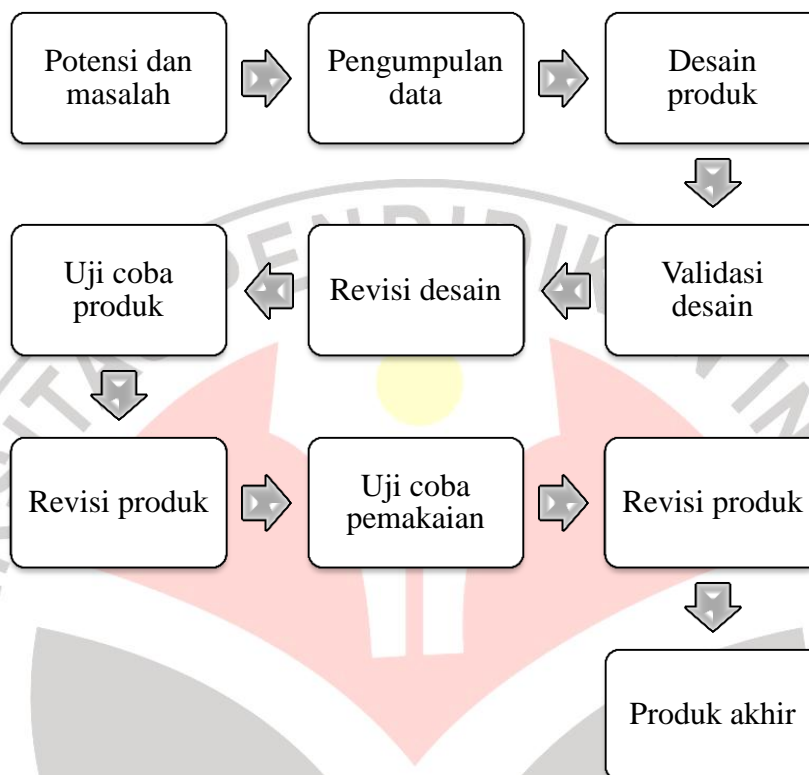 Potensi dan
masalah
Pengumpulan
data
Desain
produk
Validasi
desain
Revisi desain
Uji coba
produk
Revisi produk
Uji coba
pemakaian
Revisi produk
Produk akhir